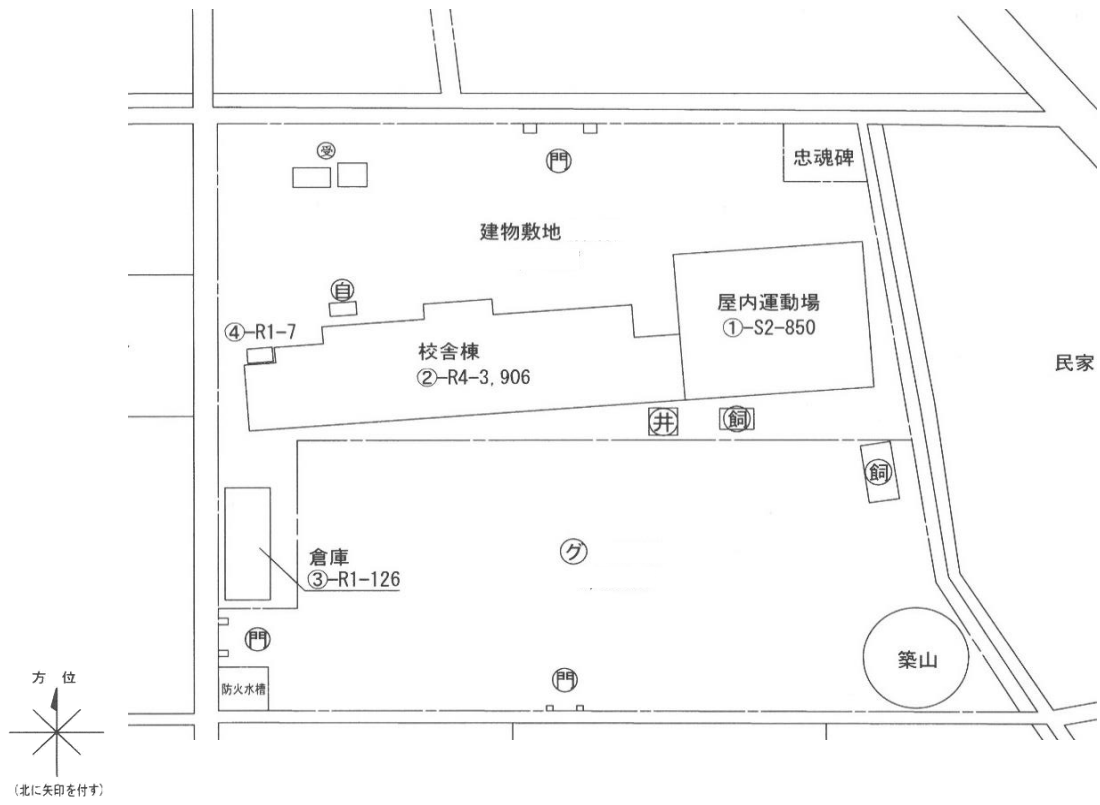 ㊛
忠魂碑
門
建物敷地
自
屋内運動場
①-S2-850
④-R1-7
校舎棟
②-R4-3,906
民家
井
飼
飼
グ
倉庫
③-R1-126
門
築山
門
防火水槽
方 位
(北に矢印を付す)